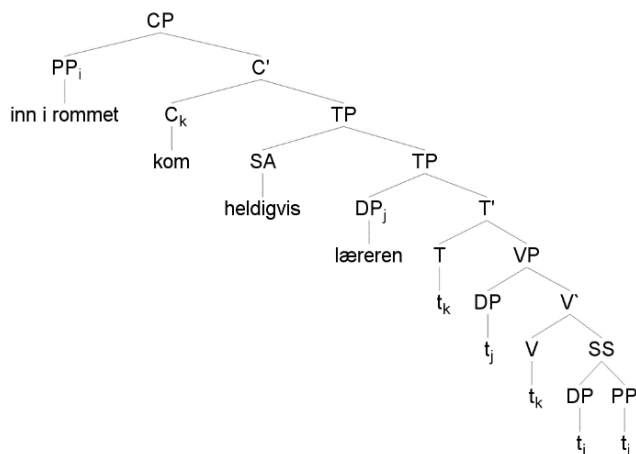 CP
PPi C'
inn i rommet Ck TP
kom SA TP
heldigvis DPj T'
læreren T VP
tk DP V`
tj V SS
tk DP PP
ti ti